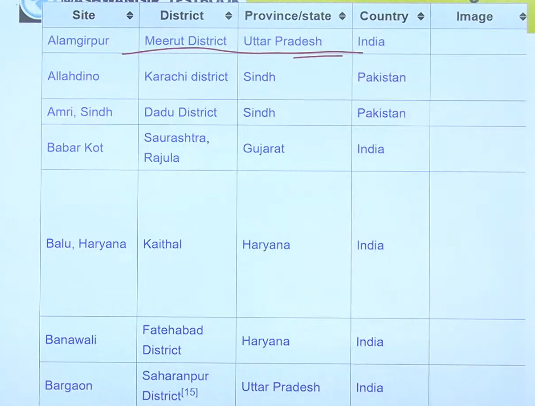 Site District Province/state Country Image
Alamgirpur Meerut District Uttar Pradesh India
Allahdino Karachi district Sindh Pakistan
Amri, Sindh Dadu District Sindh Pakistan
Babar Kot Saurashtra, Rajula Gujarat India
Balu, Haryana Kaithal Haryana India
Banawali Fatehabad District Haryana India
Bargaon Saharanpur District[15] Uttar Pradesh India